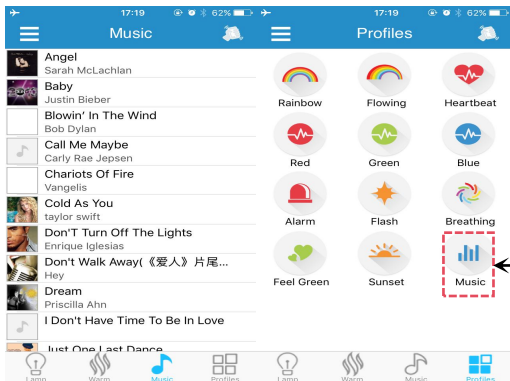 17:19
62%
Music
Angel
Sarah McLachlan
Baby
Justin Bieber
Blowin' In The Wind
Bob Dylan
Call Me Maybe
Carly Rae Jepsen
Chariots Of Fire
Vangelis
Cold As You
taylor swift
Don'T Turn Off The Lights
Enrique Iglesias
Don't Walk Away(《爱人》片尾...
Hey
Dream
Priscilla Ahn
I Don't Have Time To Be In Love
Just One Last Dance
Lamp Warm Music Profiles
17:19
62%
Profiles
Rainbow Flowing Heartbeat
Red Green Blue
Alarm Flash Breathing
Feel Green Sunset Music
Lamp Warm Music Profiles